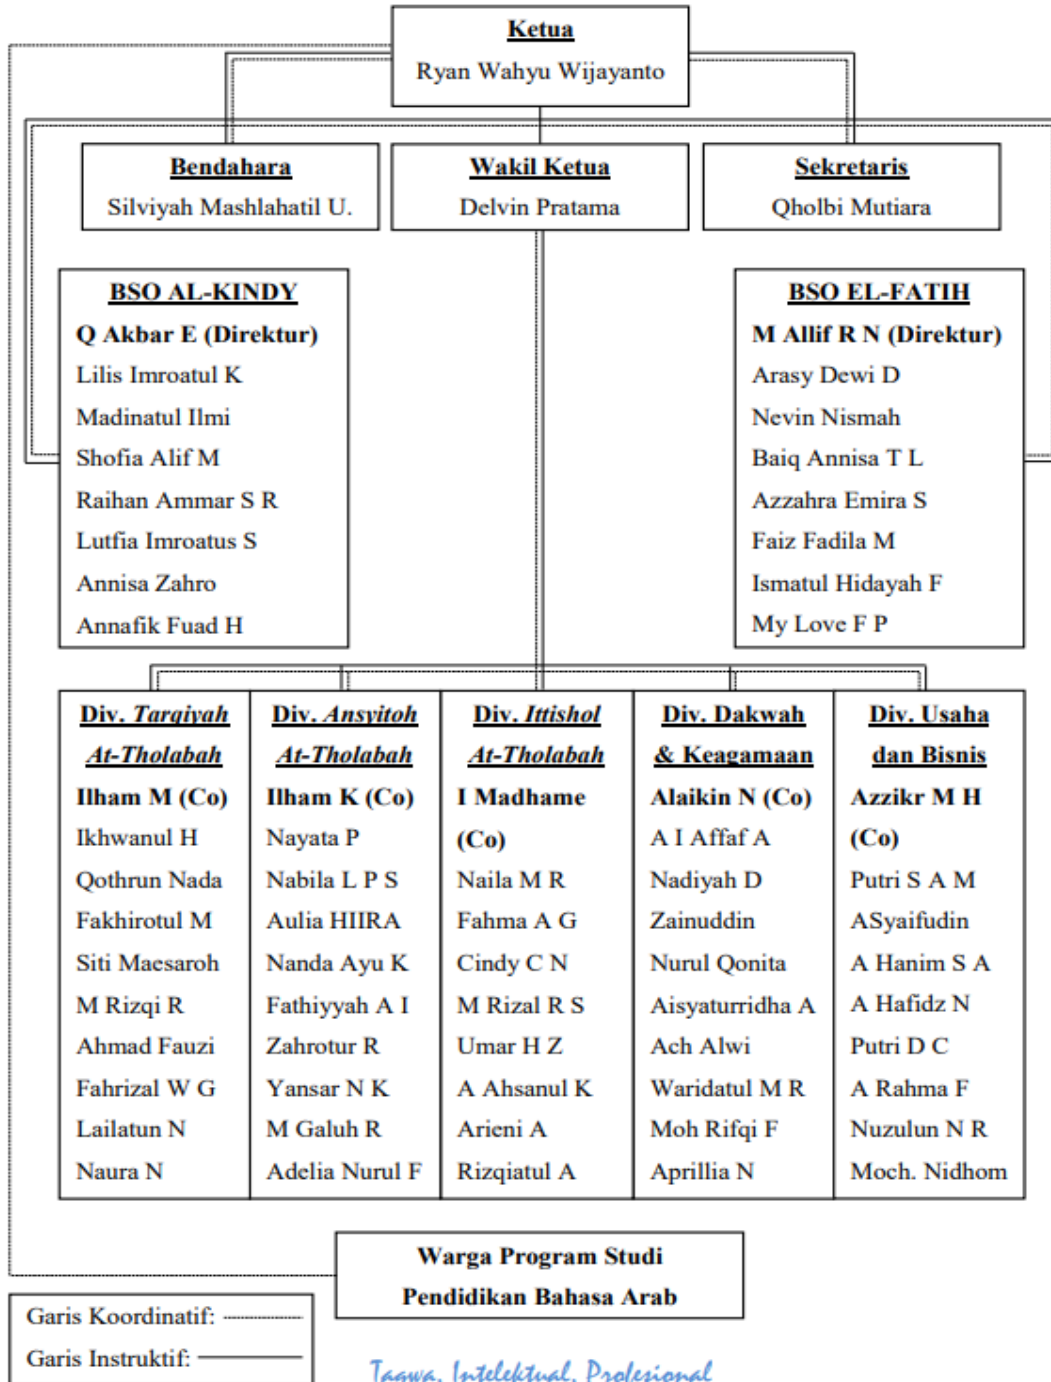 Ketua
Ryan Wahyu Wijayanto
Bendahara
Silviyah Mashlahatil U.
Wakil Ketua
Delvin Pratama
Sekretaris
Qholbi Mutiara
BSO AL-KINDY
Q Akbar E (Direktur)
Lilis Imroatul K
Madinatul Ilmi
Shofia Alif M
Raihan Ammar S R
Lutfia Imroatus S
Annisa Zahro
Annafik Fuad H
BSO EL-FATIH
M Allif R N (Direktur)
Arasy Dewi D
Nevin Nismah
Baiq Annisa T L
Azzahra Emira S
Faiz Fadila M
Ismatul Hidayah F
My Love F P
Div. Tarqiyah
At-Tholabah
Ilham M (Co)
Ikhwanul H
Qothrun Nada
Fakhirotul M
Siti Maesaroh
M Rizqi R
Ahmad Fauzi
Fahrizal W G
Lailatun N
Naura N
Div. Ansyitoh
At-Tholabah
Ilham K (Co)
Nayata P
Nabila L P S
Aulia HIIRA
Nanda Ayu K
Fathiyyah A I
Zahrotur R
Yansar N K
M Galuh R
Adelia Nurul F
Div. Ittishol
At-Tholabah
I Madhame
(Co)
Naila M R
Fahma A G
Cindy C N
M Rizal R S
Umar H Z
A Ahsanul K
Arieni A
Rizqiatul A
Div. Dakwah
& Keagamaan
Alaikin N (Co)
A I Affaf A
Nadiyah D
Zainuddin
Nurul Qonita
Aisyaturridha A
Ach Alwi
Waridatul M R
Moh Rifqi F
Aprillia N
Div. Usaha
dan Bisnis
Azzikr M H
(Co)
Putri S A M
ASyaifudin
A Hanim S A
A Hafidz N
Putri D C
A Rahma F
Nuzulun N R
Moch. Nidhom
Warga Program Studi
Pendidikan Bahasa Arab
Garis Koordinatif:
Garis Instruktif:
Taqwa, Intelektual, Profesional